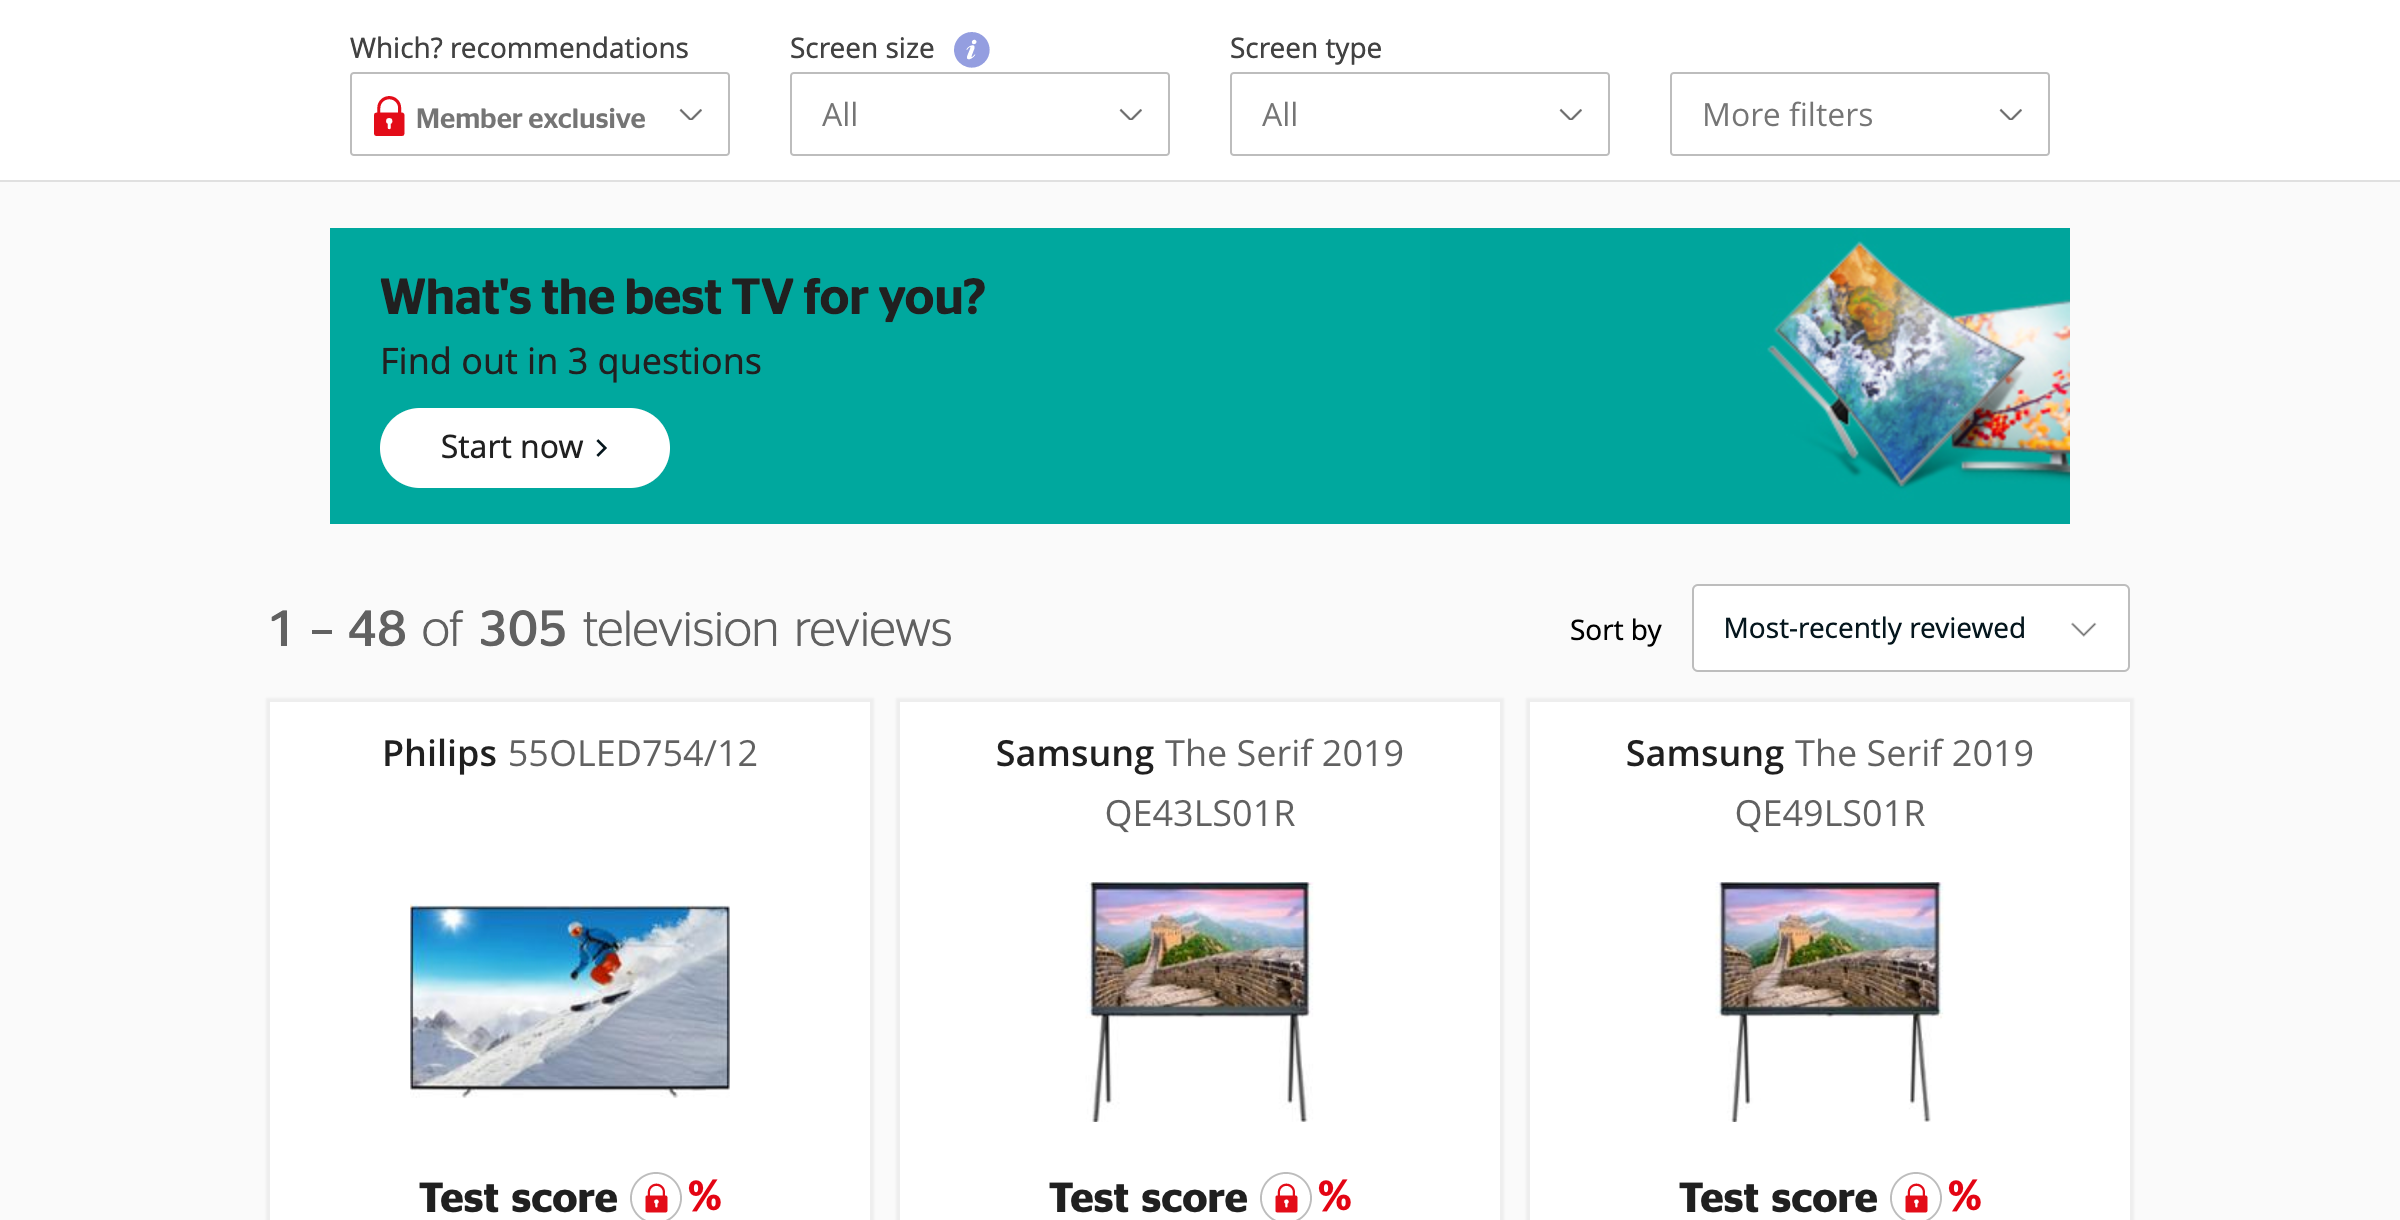 Which? recommendations
Screen size i
Screen type
Member exclusive
All
All
More filters
What's the best TV for you?
Find out in 3 questions
Start now
1 – 48 of 305 television reviews
Sort by
Most-recently reviewed
Philips 55OLED754/12
Samsung The Serif 2019
QE43LS01R
Samsung The Serif 2019
QE49LS01R
Test score %
Test score %
Test score %